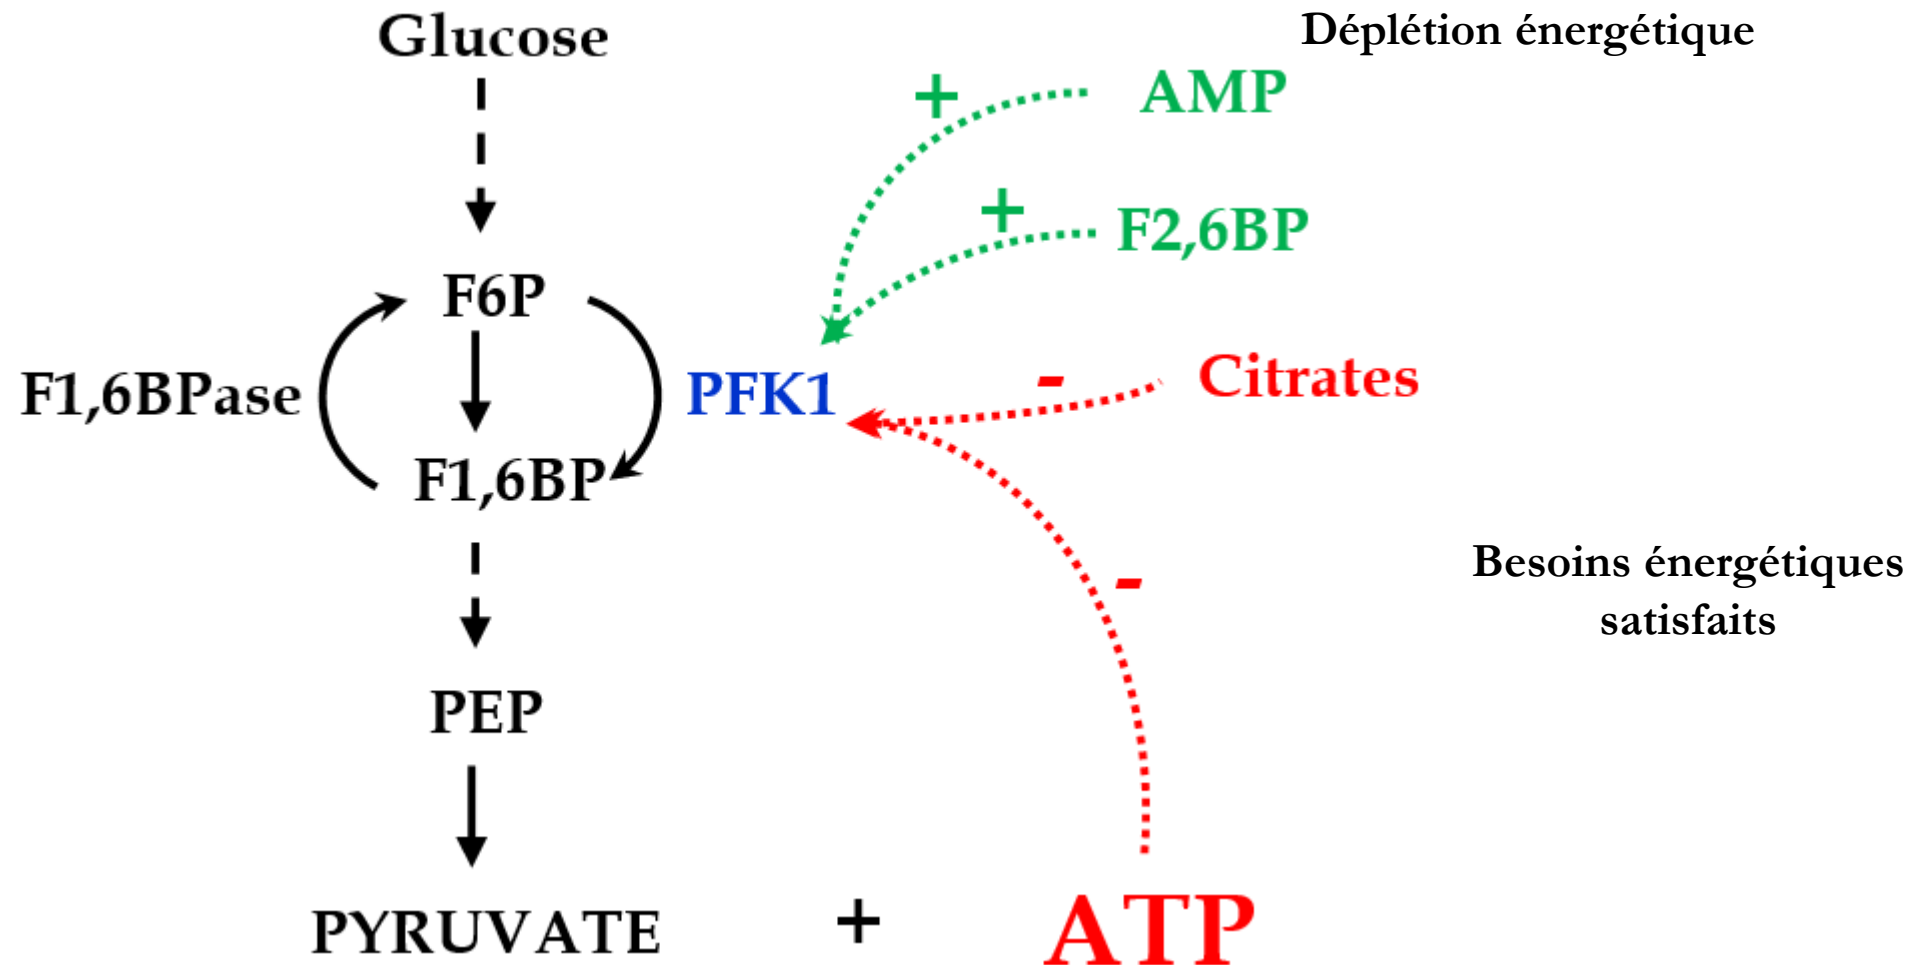 Glucose
Déplétion énergétique
+
AMP
+
F2,6BP
F6P
F1,6BPase
PFK1
-
Citrates
F1,6BP
-
Besoins énergétiques
satisfaits
PEP
PYRUVATE + ATP